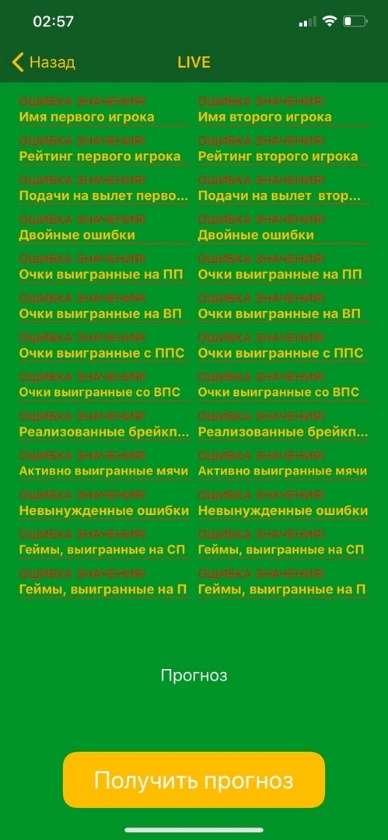 02:57
Назад
LIVE
ОШИБКА ЗНАЧЕНИЯ! ОШИБКА ЗНАЧЕНИЯ!
Имя первого игрока Имя второго игрока
ОШИБКА ЗНАЧЕНИЯ! ОШИБКА ЗНАЧЕНИЯ!
Рейтинг первого игрока Рейтинг второго игрока
ОШИБКА ЗНАЧЕНИЯ! ОШИБКА ЗНАЧЕНИЯ!
Подачи на вылет перво... Подачи на вылет втор...
ОШИБКА ЗНАЧЕНИЯ! ОШИБКА ЗНАЧЕНИЯ!
Двойные ошибки Двойные ошибки
ОШИБКА ЗНАЧЕНИЯ! ОШИБКА ЗНАЧЕНИЯ!
Очки выигранные на ПП Очки выигранные на ПП
ОШИБКА ЗНАЧЕНИЯ! ОШИБКА ЗНАЧЕНИЯ!
Очки выигранные на ВП Очки выигранные на ВП
ОШИБКА ЗНАЧЕНИЯ! ОШИБКА ЗНАЧЕНИЯ!
Очки выигранные с ППС Очки выигранные с ППС
ОШИБКА ЗНАЧЕНИЯ! ОШИБКА ЗНАЧЕНИЯ!
Очки выигранные со ВПС Очки выигранные со ВПС
ОШИБКА ЗНАЧЕНИЯ! ОШИБКА ЗНАЧЕНИЯ!
Реализованные брейкп... Реализованные брейкп...
ОШИБКА ЗНАЧЕНИЯ! ОШИБКА ЗНАЧЕНИЯ!
Активно выигранные мячи Активно выигранные мячи
ОШИБКА ЗНАЧЕНИЯ! ОШИБКА ЗНАЧЕНИЯ!
Невынужденные ошибки Невынужденные ошибки
ОШИБКА ЗНАЧЕНИЯ! ОШИБКА ЗНАЧЕНИЯ!
Геймы, выигранные на СП Геймы, выигранные на СП
ОШИБКА ЗНАЧЕНИЯ! ОШИБКА ЗНАЧЕНИЯ!
Геймы, выигранные на П Геймы, выигранные на П
Прогноз
Получить прогноз